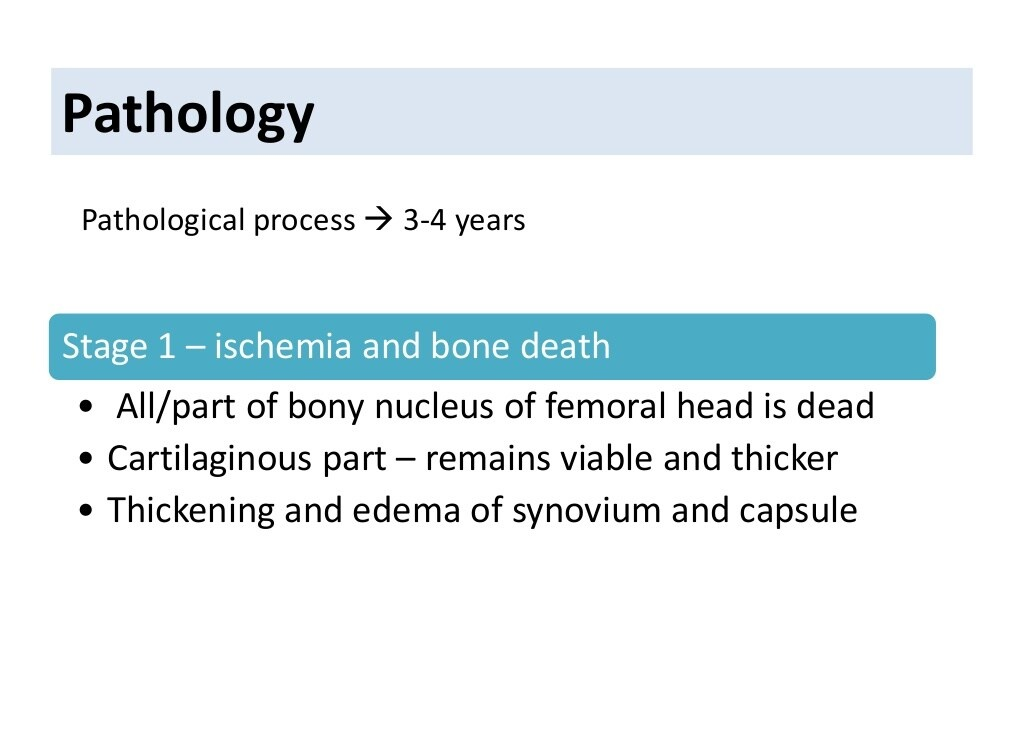 Pathology
Pathological process → 3-4 years
Stage 1 – ischemia and bone death
• All/part of bony nucleus of femoral head is dead
• Cartilaginous part – remains viable and thicker
• Thickening and edema of synovium and capsule